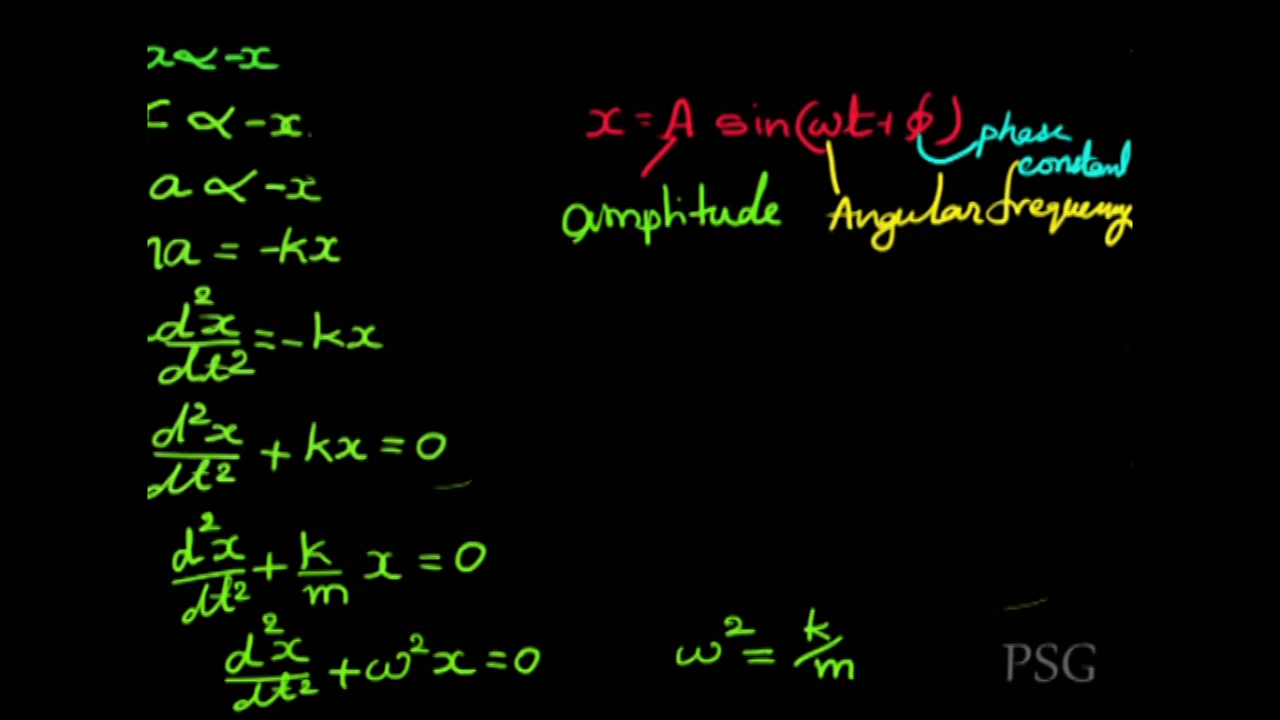 a ∝ -x
F ∝ -x
a ∝ -x
ma = -kx
d²x/dt² = -kx
d²x/dt² + kx = 0
d²x/dt² + k/m x = 0
d²x/dt² + ω²x = 0
x = A sin(ωt + ϕ)
phase constant
amplitude
Angular frequency
ω² = k/m
PSG